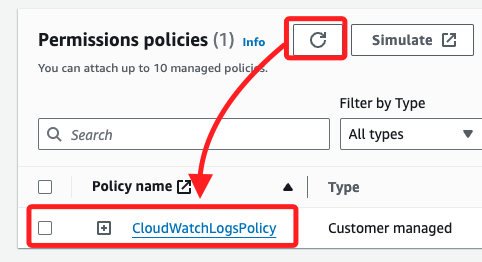 Permissions policies (1) Info
Simulate
You can attach up to 10 managed policies.
Filter by Type
Search
All types
Policy name
Type
CloudWatchLogsPolicy
Customer managed